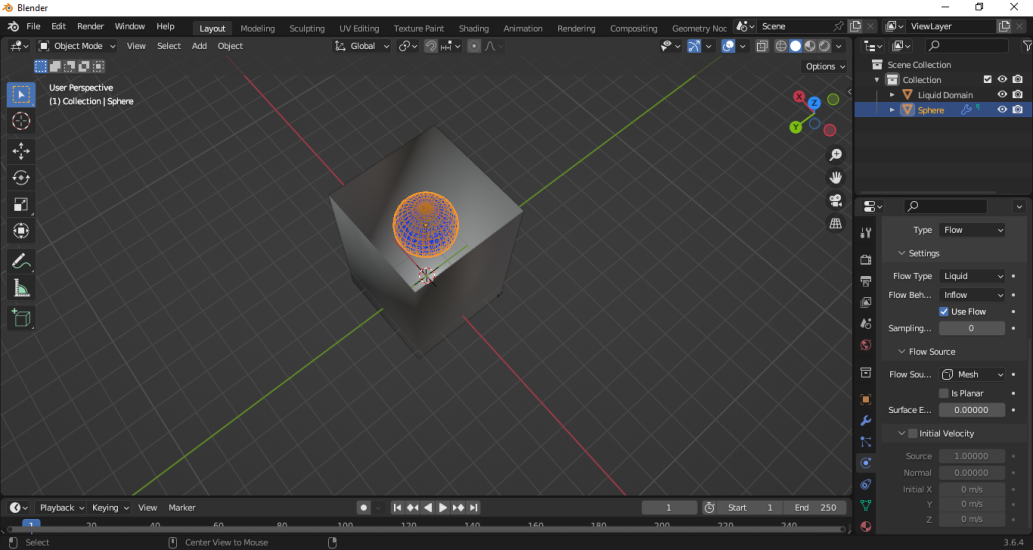 Blender
File Edit Render Window Help Layout Modeling Sculpting UV Editing Texture Paint Shading Animation Rendering Compositing Geometry Noc Scene ViewLayer
Object Mode View Select Add Object Global
Options
User Perspective
(1) Collection | Sphere
X
Z
Y
Scene Collection
Collection
Liquid Domain
Sphere
Type Flow
Settings
Flow Type Liquid
Flow Beh... Inflow
Use Flow
Sampling... 0
Flow Source
Flow Sou... Mesh
Is Planar
Surface E... 0.00000
Initial Velocity
Source 1.00000
Normal 0.00000
Initial X 0 m/s
Y 0 m/s
Z 0 m/s
Playback Keying View Marker 1 Start 1 End 250
1 20 40 60 80 100 120 140 160 180 200 220 240
Select Center View to Mouse 3.6.4